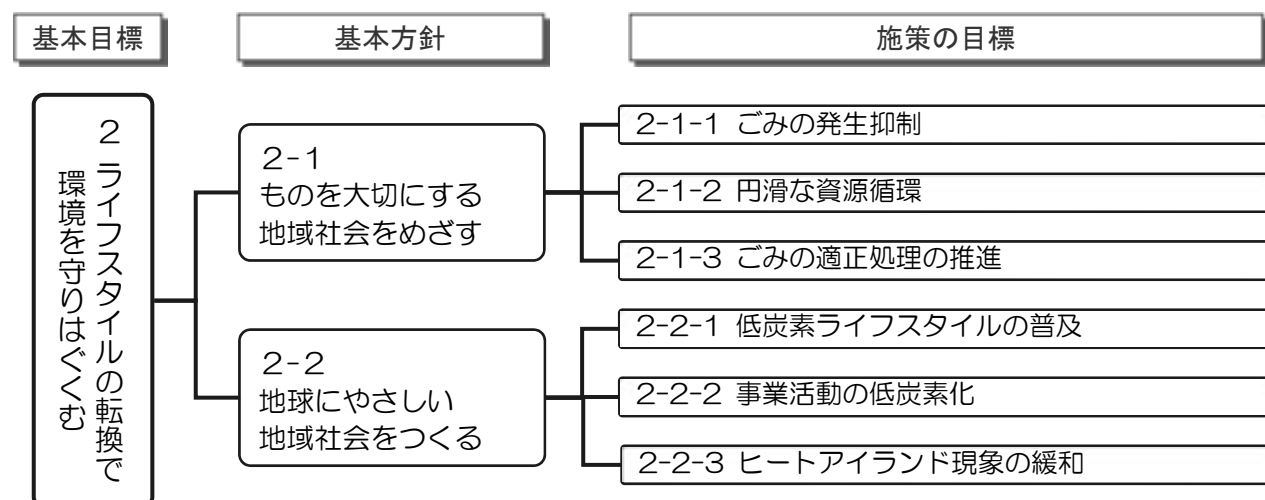 基本目標
基本方針
施策の目標
2 ライフスタイルの転換で
環境を守りはぐくむ
2-1
ものを大切にする
地域社会をめざす
2-1-1 ごみの発生抑制
2-1-2 円滑な資源循環
2-1-3 ごみの適正処理の推進
2-2
地球にやさしい
地域社会をつくる
2-2-1 低炭素ライフスタイルの普及
2-2-2 事業活動の低炭素化
2-2-3 ヒートアイランド現象の緩和